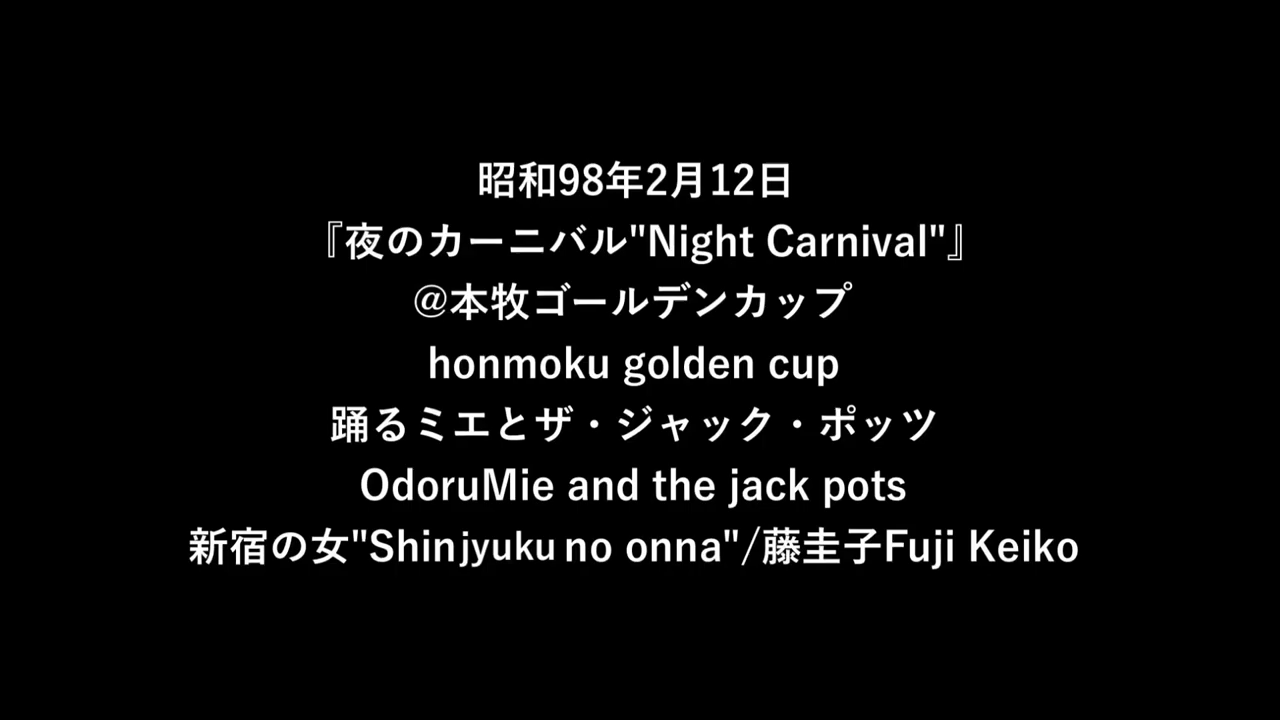 昭和98年2月12日
『夜のカーニバル"Night Carnival"』
@本牧ゴールデンカップ
honmoku golden cup
踊るミエとザ・ジャック・ポッツ
OdoruMie and the jack pots
新宿の女"Shinjyuku no onna"/藤圭子Fuji Keiko